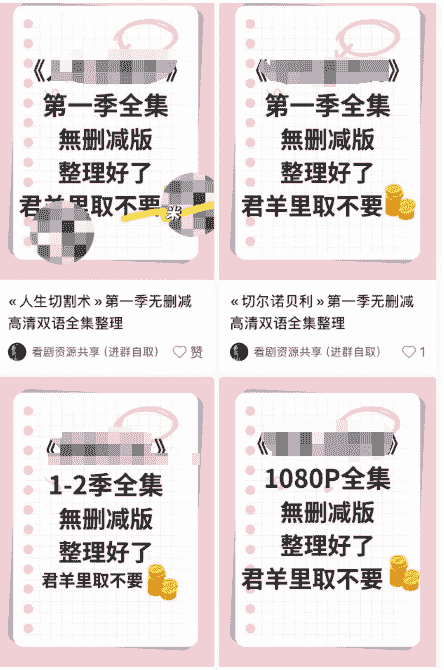 《 》
第一季全集
無删减版
整理好了
君羊里取不要
米
«人生切割术»第一季无删减
高清双语全集整理
看剧资源共享(进群自取)
赞
《 》
第一季全集
無删减版
整理好了
君羊里取不要
«切尔诺贝利»第一季无删减
高清双语全集整理
看剧资源共享(进群自取)
1
《 》
1-2季全集
無删减版
整理好了
君羊里取不要
《 》
1080P全集
無删减版
整理好了
君羊里取不要